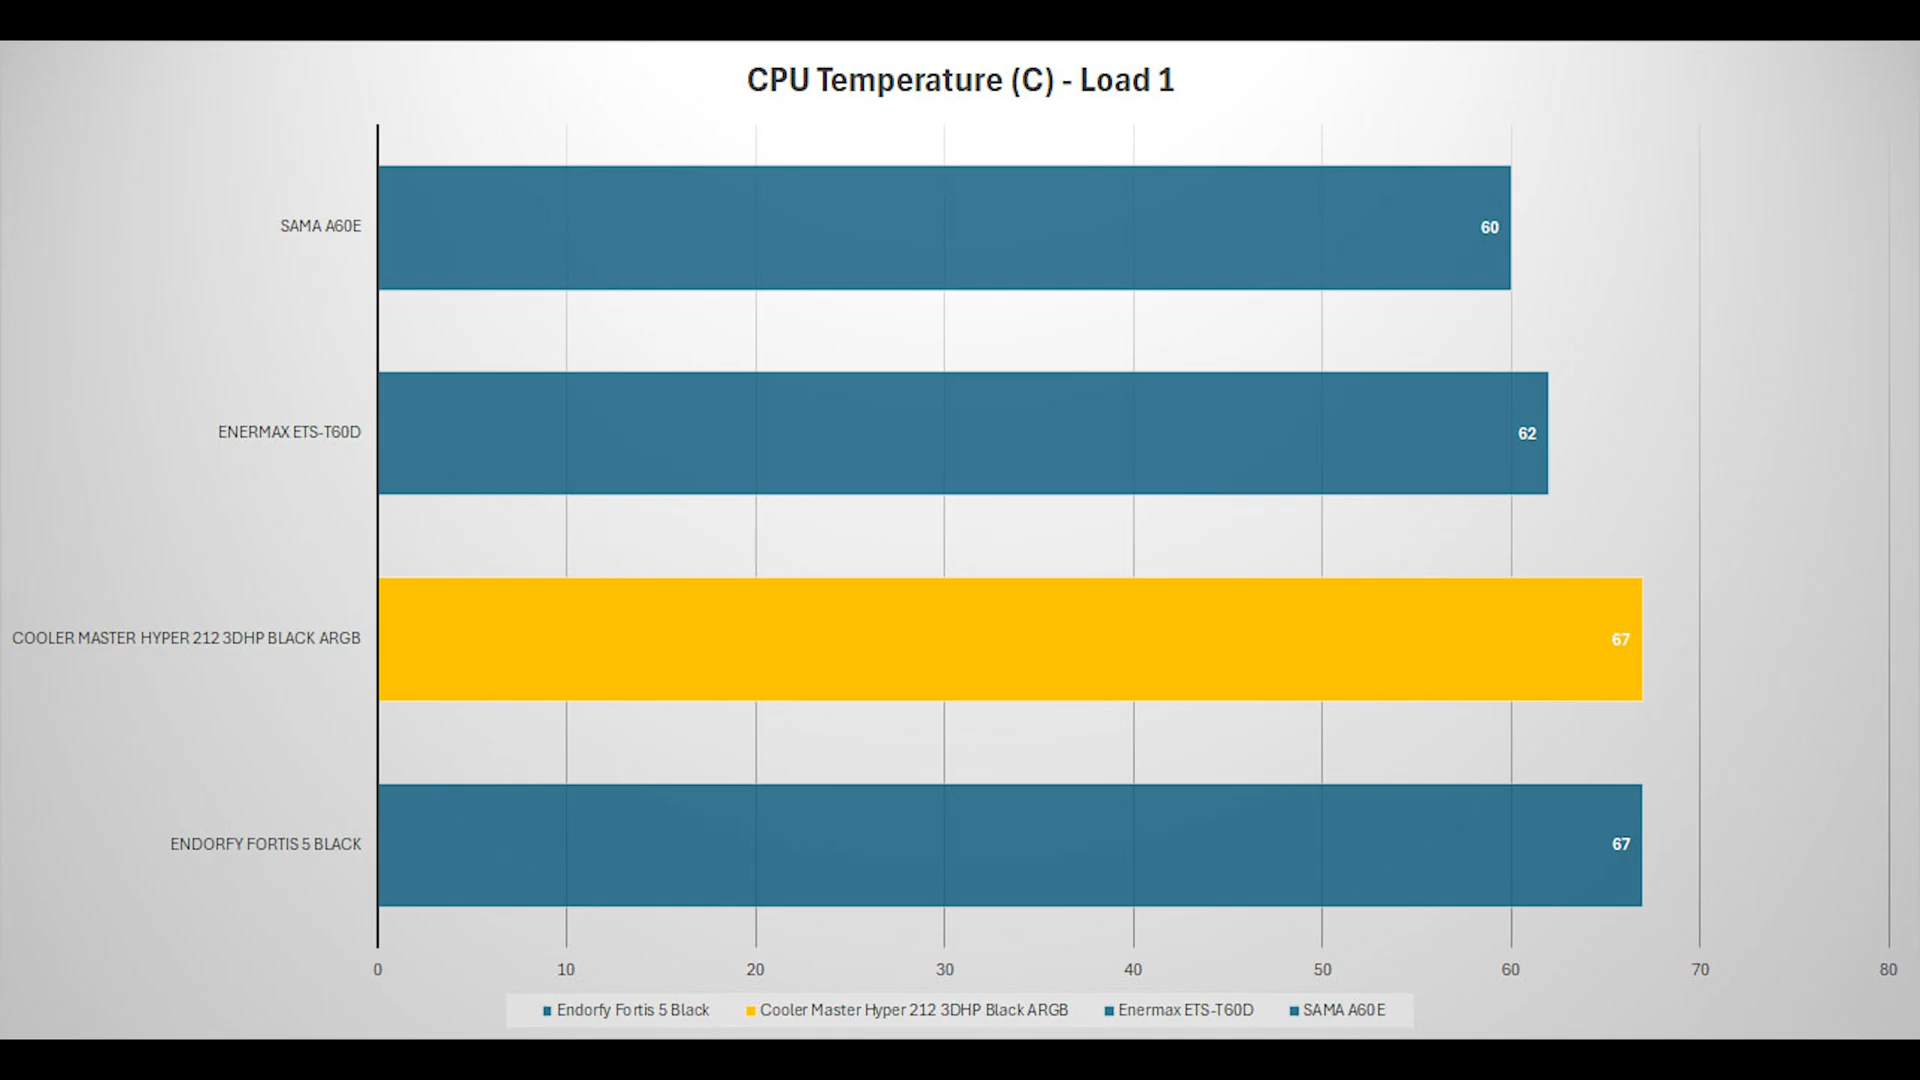 CPU Temperature (C) - Load 1
SAMA A60E
60
ENERMAX ETS-T60D
62
COOLER MASTER HYPER 212 3DHP BLACK ARGB
67
ENDORFY FORTIS 5 BLACK
67
0 10 20 30 40 50 60 70 80
Endorfy Fortis 5 Black Cooler Master Hyper 212 3DHP Black ARGB Enermax ETS-T60D SAMA A60E